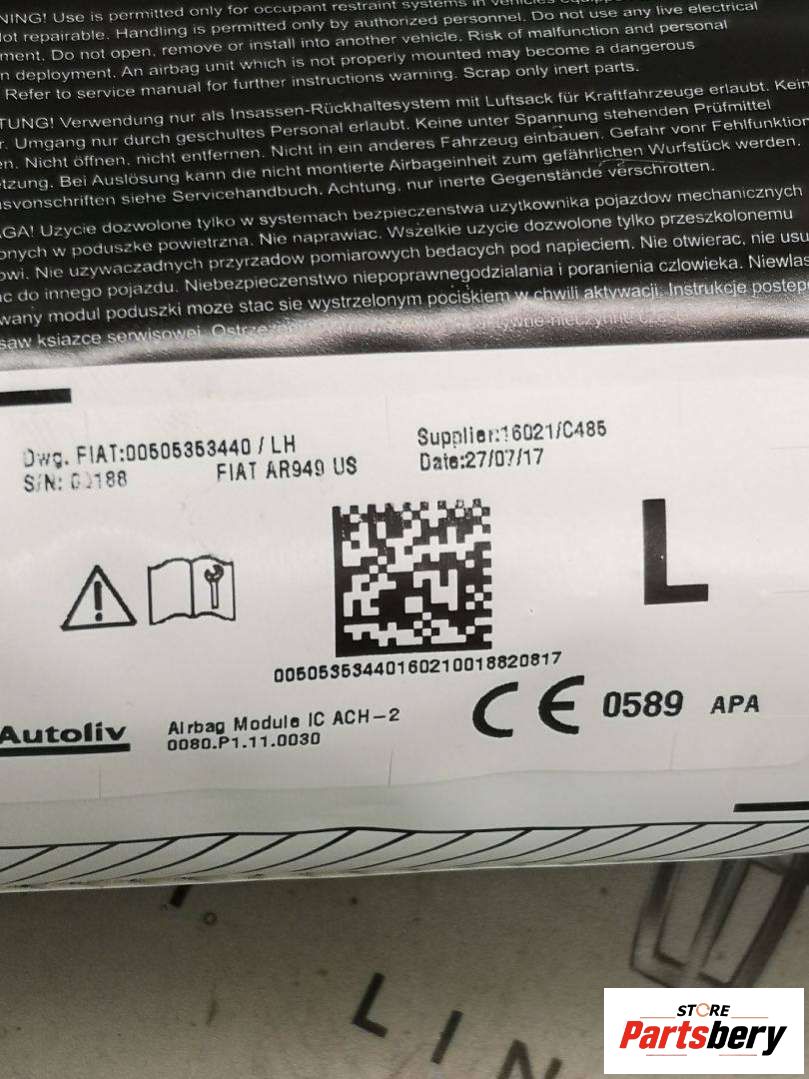 NING! Use is permitted only for occupant restraint systems in vehicles
Not repairable. Handling is permitted only by authorized personnel. Do not use any live electrical
ment. Do not open, remove or install into another vehicle. Risk of malfunction and personal
n deployment. An airbag unit which is not properly mounted may become a dangerous
Refer to service manual for further instructions warning. Scrap only inert parts.
TUNG! Verwendung nur als Insassen-Rückhaltesystem mit Luftsack für Kraftfahrzeuge erlaubt. Kein
r. Umgang nur durch geschultes Personal erlaubt. Keine unter Spannung stehenden Prüfmittel
en. Nicht öffnen, nicht entfernen. Nicht in ein anderes Fahrzeug einbauen. Gefahr vonr Fehlfunktion
etzung. Bei Auslösung kann die nicht montierte Airbageinheit zum gefährlichen Wurfstück werden.
svonschriften siehe Servicehandbuch. Achtung, nur inerte Gegenstände verschrotten.
AGA! Uzycie dozwolone tylko w systemach bezpieczenstwa uzytkownika pojazdow mechanicznych
onych w poduszke powietrzna. Nie naprawiac. Wszelkie uzycie dozwolone tylko przeszkolonemu
owi. Nie uzywaczadnych przyrzadow pomiarowych bedacych pod napieciem. Nie otwierac, nie usu
c do innego pojazdu. Niebezpieczenstwo niepoprawnegodzialania i poranienia czlowieka. Niewlas
wany modul poduszki moze stac sie wystrzelonym pociskiem w chwili aktywacji. Instrukcje postep
saw ksiazce serwisowej.
Dwg. FIAT:00505353440 / LH
Supplier:16021/C485
S/N: 00188
FIAT AR949 US
Date:27/07/17
L
00505353440160210018820817
Autoliv
Airbag Module IC ACH-2
0080.P1.11.0030
CE 0589 APA
LIN
STORE
Partsbery